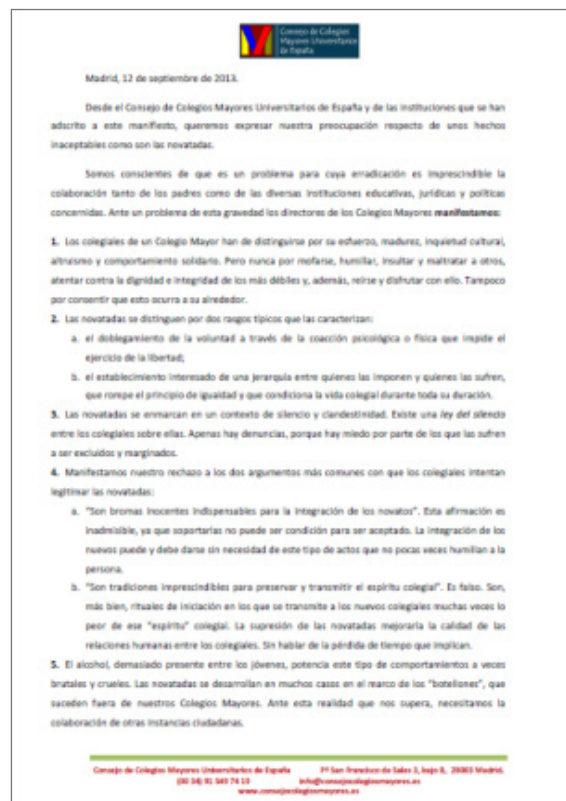 Consejo de Colegios
Mayores Universitarios
de España
Madrid, 12 de septiembre de 2013.
Desde el Consejo de Colegios Mayores Universitarios de España y de las instituciones que se han
adscrito a este manifiesto, queremos expresar nuestra preocupación respecto de unos hechos
inaceptables como son las novatadas.
Somos conscientes de que es un problema para cuya erradicación es imprescindible la
colaboración tanto de los padres como de las diversas instituciones educativas, jurídicas y políticas
concernidas. Ante un problema de esta gravedad los directores de los Colegios Mayores manifestamos:
1. Los colegiales de un Colegio Mayor han de distinguirse por su esfuerzo, madurez, inquietud cultural,
altruismo y comportamiento solidario. Pero nunca por mofarse, humillar, insultar y maltratar a otros,
atentar contra la dignidad e integridad de los más débiles y, además, reírse y disfrutar con ello. Tampoco
por consentir que esto ocurra a su alrededor.
2. Las novatadas se distinguen por dos rasgos típicos que las caracterizan:
a. el doblegamiento de la voluntad a través de la coacción psicológica o física que impide el
ejercicio de la libertad;
b. el establecimiento interesado de una jerarquía entre quienes las imponen y quienes las sufren,
que rompe el principio de igualdad y que condiciona la vida colegial durante toda su duración.
3. Las novatadas se enmarcan en un contexto de silencio y clandestinidad. Existe una ley del silencio
entre los colegiales sobre ellas. Apenas hay denuncias, porque hay miedo por parte de los que las sufren
a ser excluidos y marginados.
4. Manifestamos nuestro rechazo a los dos argumentos más comunes con que los colegiales intentan
legitimar las novatadas:
a. "Son bromas inocentes indispensables para la integración de los novatos". Esta afirmación es
inadmisible, ya que soportarlas no puede ser condición para ser aceptado. La integración de los
nuevos puede y debe darse sin necesidad de este tipo de actos que no pocas veces humillan a la
persona.
b. "Son tradiciones imprescindibles para preservar y transmitir el espíritu colegial". Es falso. Son,
más bien, rituales de iniciación en los que se transmite a los nuevos colegiales muchas veces lo
peor de ese "espíritu" colegial. La supresión de las novatadas mejoraría la calidad de las
relaciones humanas entre los colegiales. Sin hablar de la pérdida de tiempo que implican.
5. El alcohol, demasiado presente entre los jóvenes, potencia este tipo de comportamientos a veces
brutales y crueles. Las novatadas se desarrollan en muchos casos en el marco de los "botellones", que
suceden fuera de nuestros Colegios Mayores. Ante esta realidad que nos supera, necesitamos la
colaboración de otras instancias ciudadanas.
Consejo de Colegios Mayores Universitarios de España Pº San Francisco de Sales 3, bajo 8, 28003 Madrid.
(00 34) 91 549 74 13 info@consejocolegiosmayores.es
www.consejocolegiosmayores.es